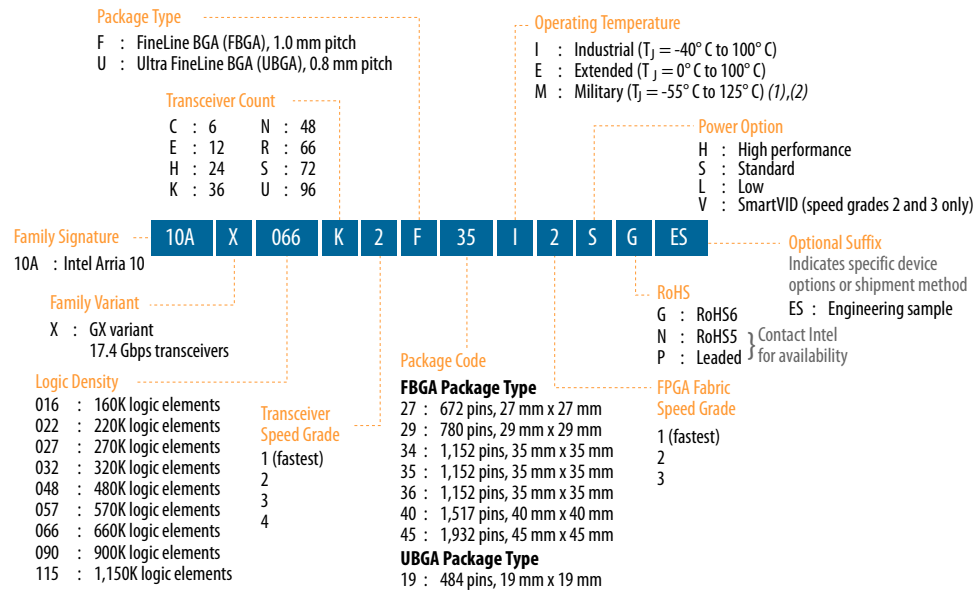 Package Type
F : FineLine BGA (FBGA), 1.0 mm pitch
U : Ultra FineLine BGA (UBGA), 0.8 mm pitch
Operating Temperature
I : Industrial (TJ = -40° C to 100° C)
E : Extended (TJ = 0° C to 100° C)
M : Military (TJ = -55° C to 125° C) (1),(2)
Transceiver Count
C : 6 N : 48
E : 12 R : 66
H : 24 S : 72
K : 36 U : 96
Power Option
H : High performance
S : Standard
L : Low
V : SmartVID (speed grades 2 and 3 only)
10A X 066 K 2 F 35 I 2 S G ES
Family Signature
10A : Intel Arria 10
Optional Suffix
Indicates specific device
options or shipment method
ES : Engineering sample
Family Variant
X : GX variant
17.4 Gbps transceivers
RoHS
G : RoHS6
N : RoHS5
P : Leaded
} Contact Intel
for availability
Logic Density
016 : 160K logic elements
022 : 220K logic elements
027 : 270K logic elements
032 : 320K logic elements
048 : 480K logic elements
057 : 570K logic elements
066 : 660K logic elements
090 : 900K logic elements
115 : 1,150K logic elements
Transceiver
Speed Grade
1 (fastest)
2
3
4
Package Code
FBGA Package Type
27 : 672 pins, 27 mm x 27 mm
29 : 780 pins, 29 mm x 29 mm
34 : 1,152 pins, 35 mm x 35 mm
35 : 1,152 pins, 35 mm x 35 mm
36 : 1,152 pins, 35 mm x 35 mm
40 : 1,517 pins, 40 mm x 40 mm
45 : 1,932 pins, 45 mm x 45 mm
UBGA Package Type
19 : 484 pins, 19 mm x 19 mm
FPGA Fabric
Speed Grade
1 (fastest)
2
3